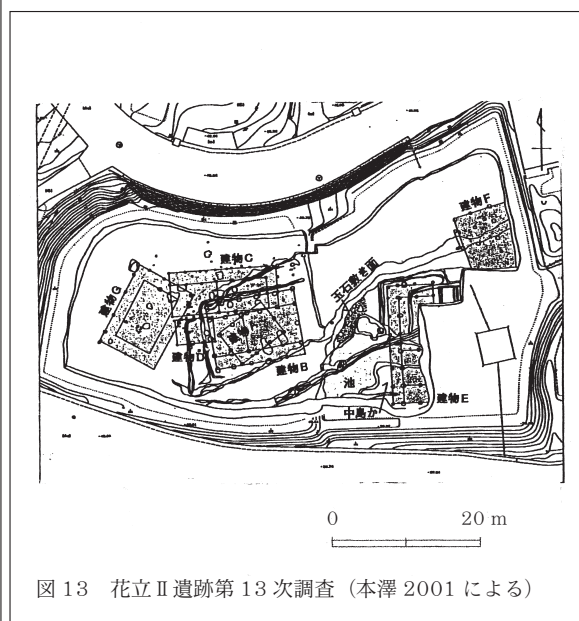 建物F
建物C
玉石敷き面
建物G
建物D
建物B
池
建物E
中島か
0 20 m
図 13 花立Ⅱ遺跡第 13 次調査（本澤 2001 による）